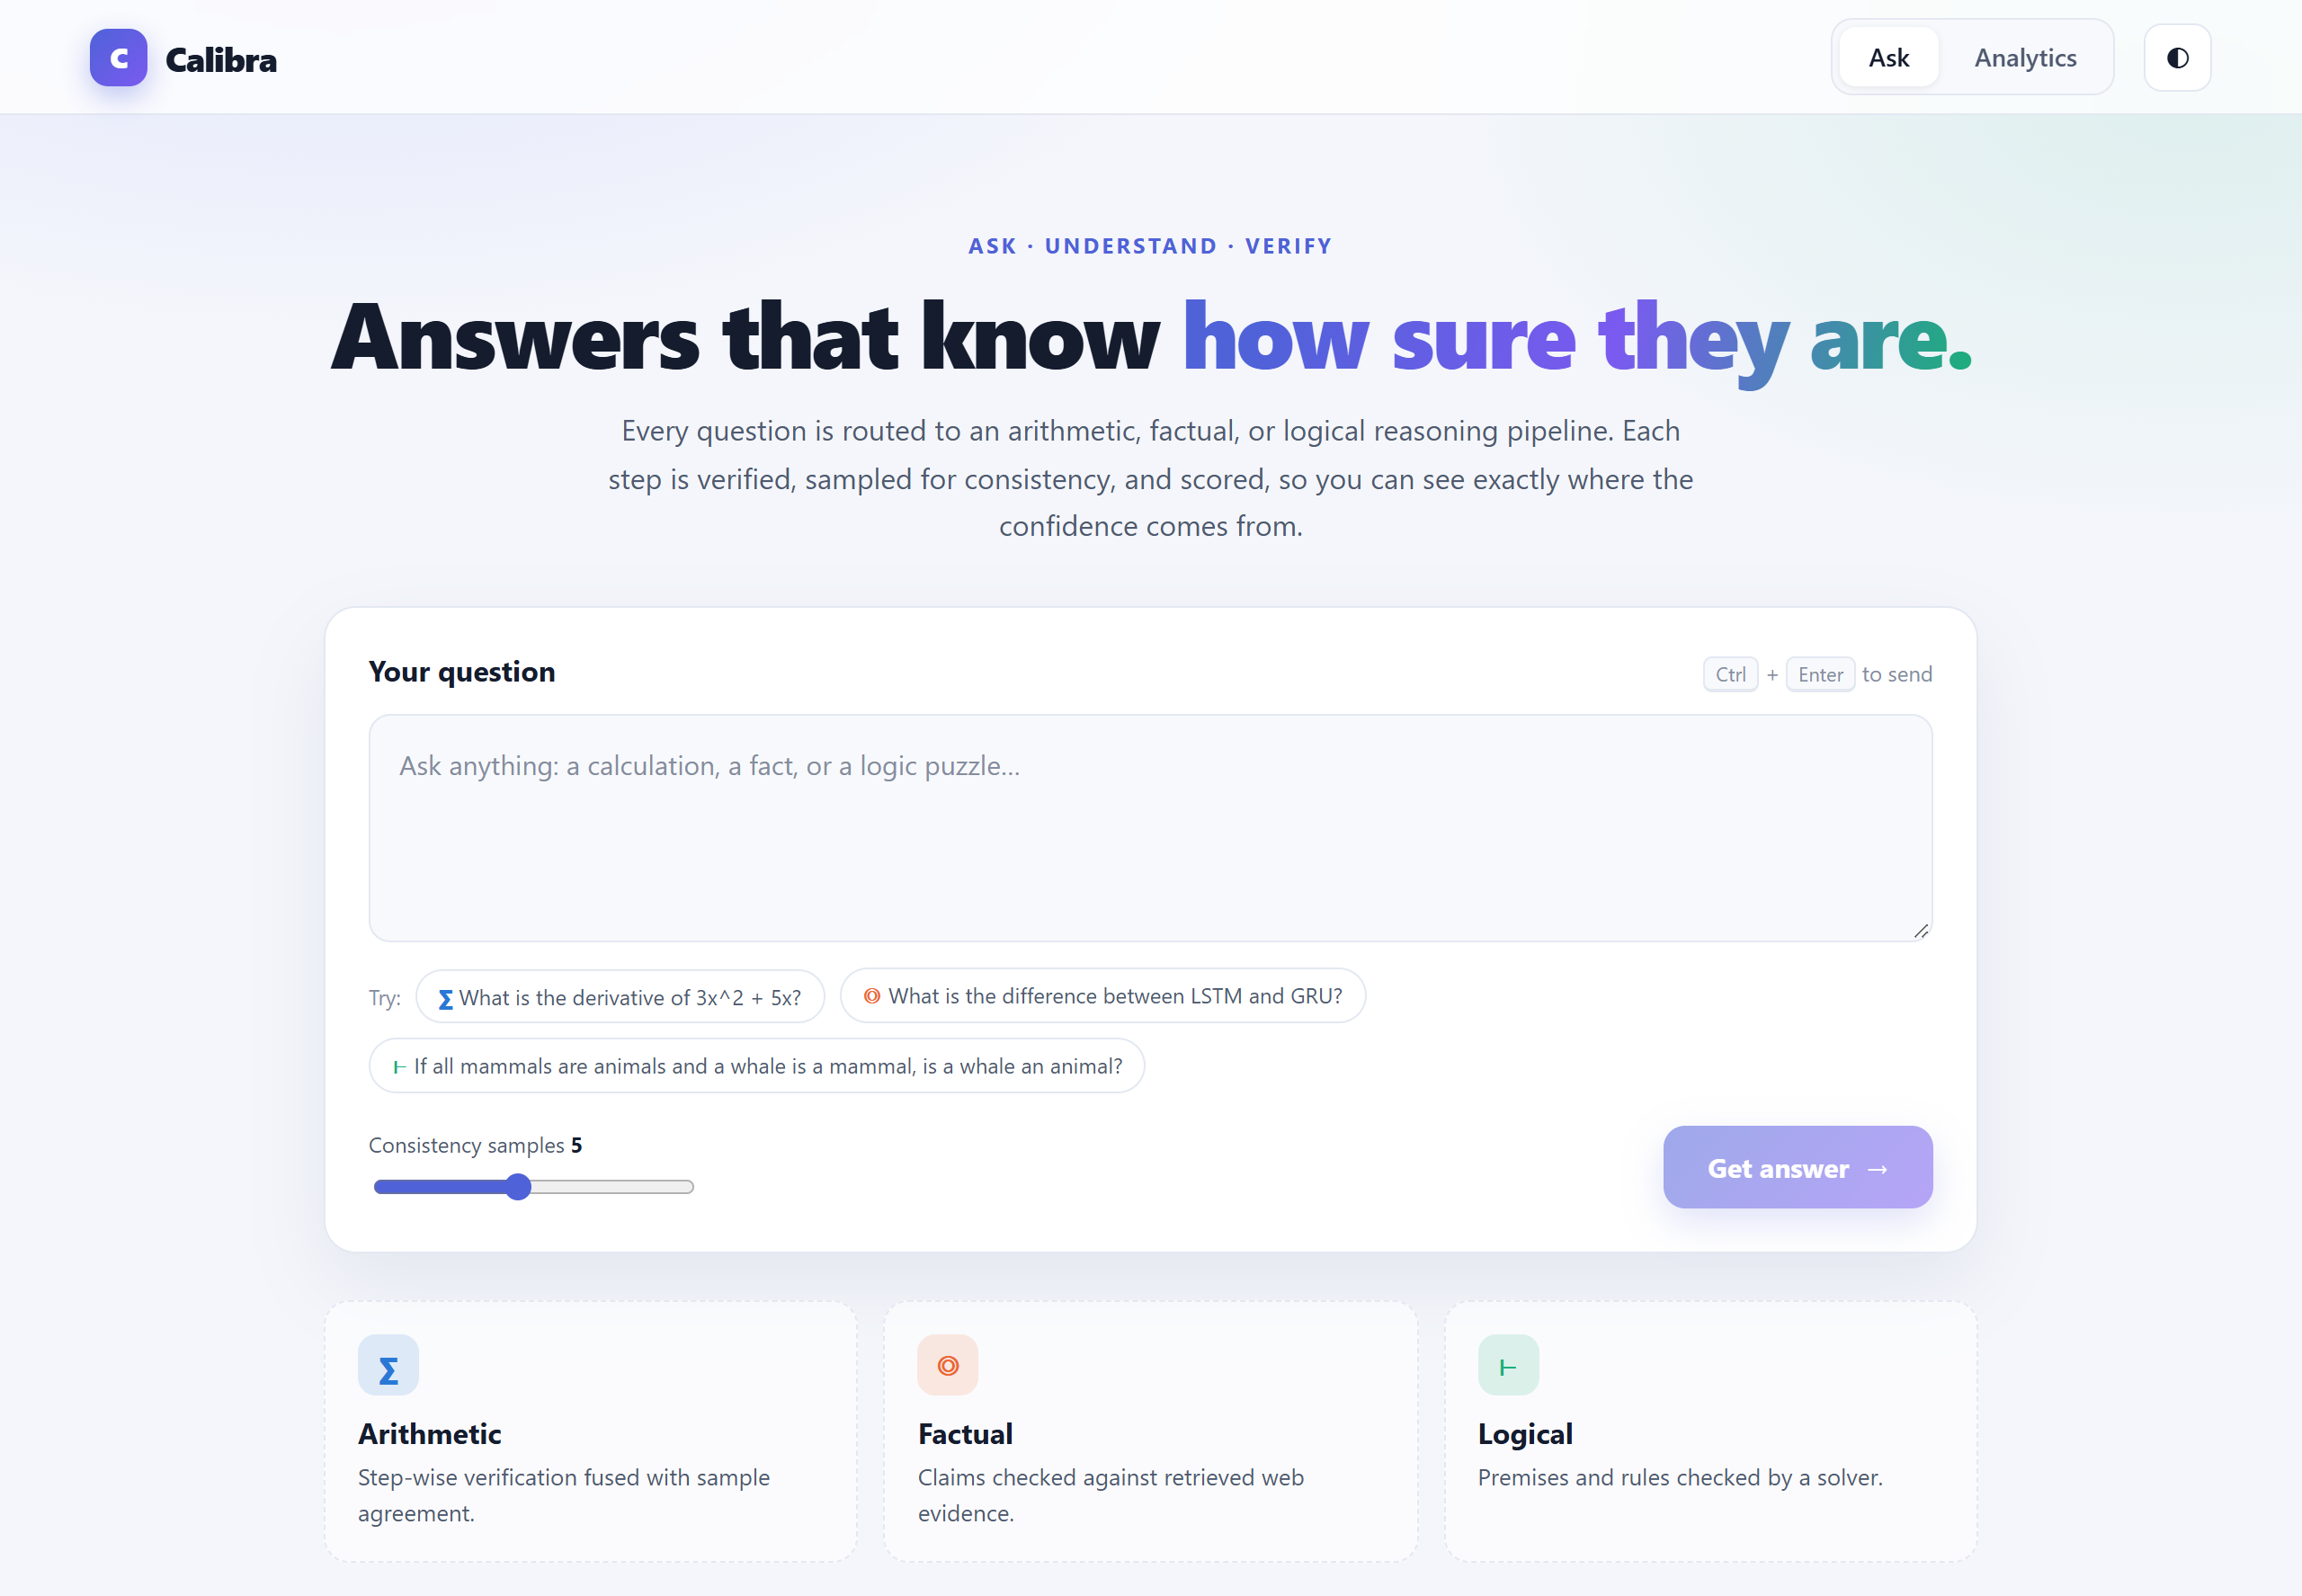 C Calibra
Ask Analytics
ASK · UNDERSTAND · VERIFY
Answers that know how sure they are.
Every question is routed to an arithmetic, factual, or logical reasoning pipeline. Each
step is verified, sampled for consistency, and scored, so you can see exactly where the
confidence comes from.
Your question
Ctrl + Enter to send
Ask anything: a calculation, a fact, or a logic puzzle...
Try: Σ What is the derivative of 3x^2 + 5x? ◎ What is the difference between LSTM and GRU?
⊢ If all mammals are animals and a whale is a mammal, is a whale an animal?
Consistency samples 5
Get answer →
Σ
Arithmetic
Step-wise verification fused with sample
agreement.
◎
Factual
Claims checked against retrieved web
evidence.
⊢
Logical
Premises and rules checked by a solver.